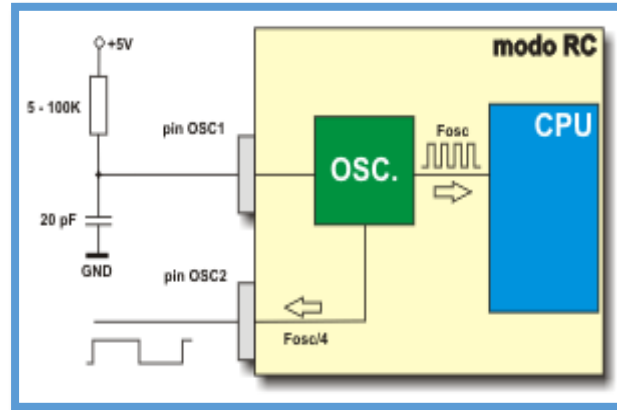 modo RC
+5V
5 - 100K
pin OSC1
OSC.
Fosc
CPU
20 pF
GND
pin OSC2
Fosc/4